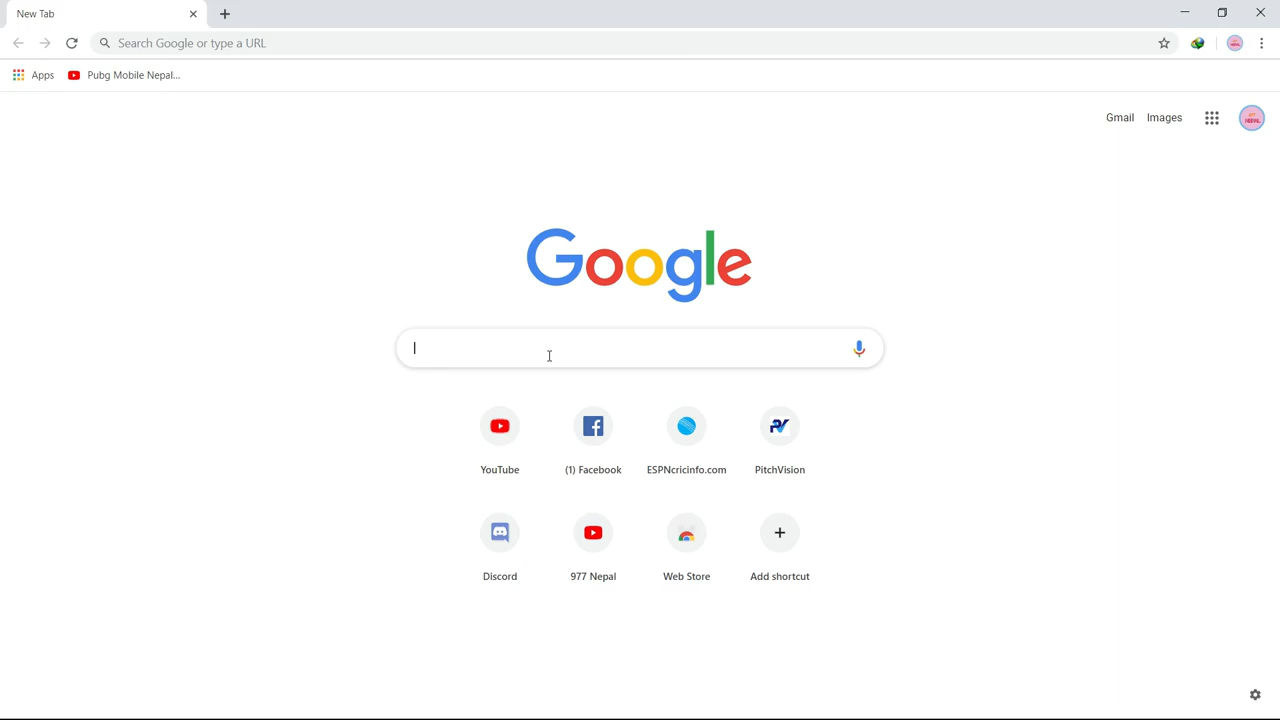 New Tab
Search Google or type a URL
Apps
Pubg Mobile Nepal...
Gmail
Images
Google
YouTube
(1) Facebook
ESPNcricinfo.com
PitchVision
Discord
977 Nepal
Web Store
Add shortcut